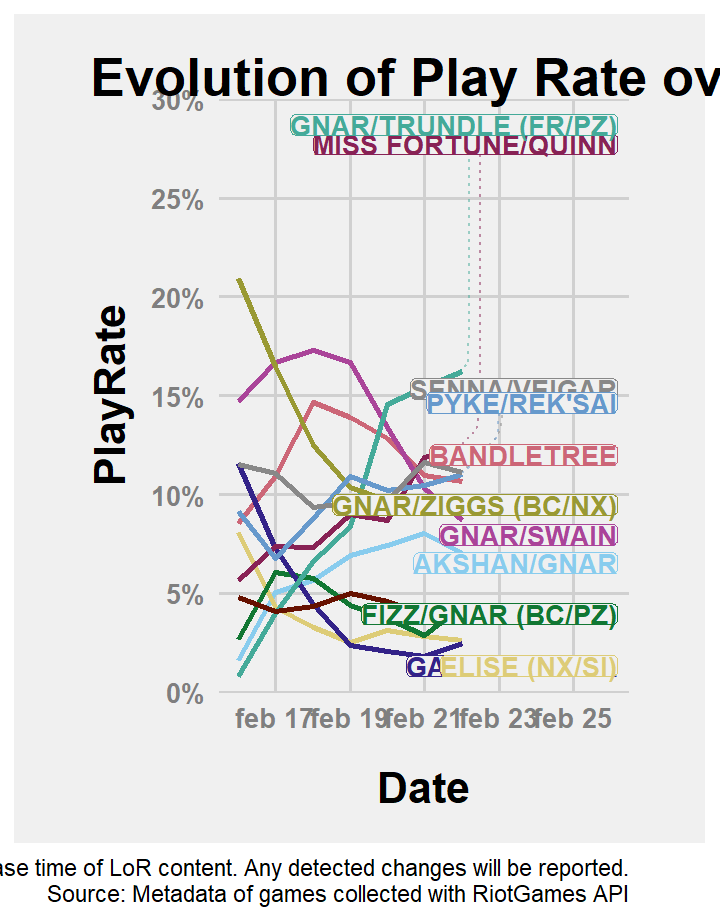 Evolution of Play Rate ov
30%
GNAR/TRUNDLE (FR/PZ)
MISS FORTUNE/QUINN
25%
20%
PlayRate
15%
SENNA/VEIGAR
PYKE/REK'SAI
BANDLETREE
10%
GNAR/ZIGGS (BC/NX)
GNAR/SWAIN
AKSHAN/GNAR
5%
FIZZ/GNAR (BC/PZ)
GA
ELISE (NX/SI)
0%
feb 17 feb 19 feb 21 feb 23 feb 25
Date
ase time of LoR content. Any detected changes will be reported.
Source: Metadata of games collected with RiotGames API